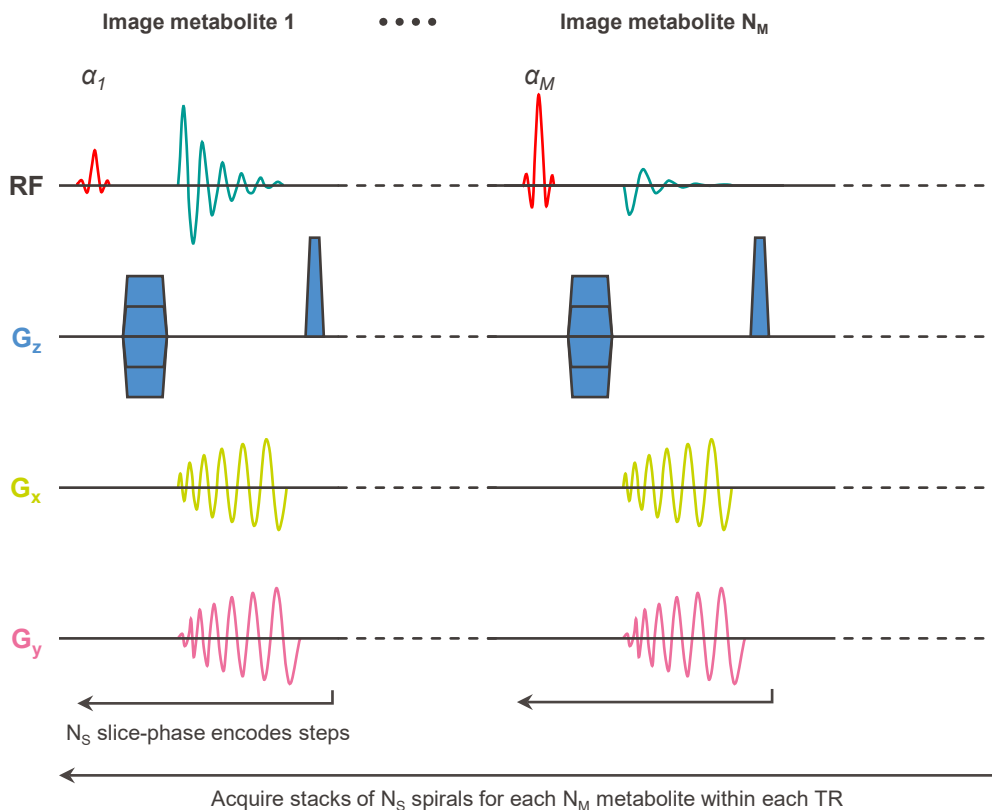 Image metabolite 1
Image metabolite N_M
α_1
α_M
RF
G_z
G_x
G_y
N_S slice-phase encodes steps
Acquire stacks of N_S spirals for each N_M metabolite within each TR